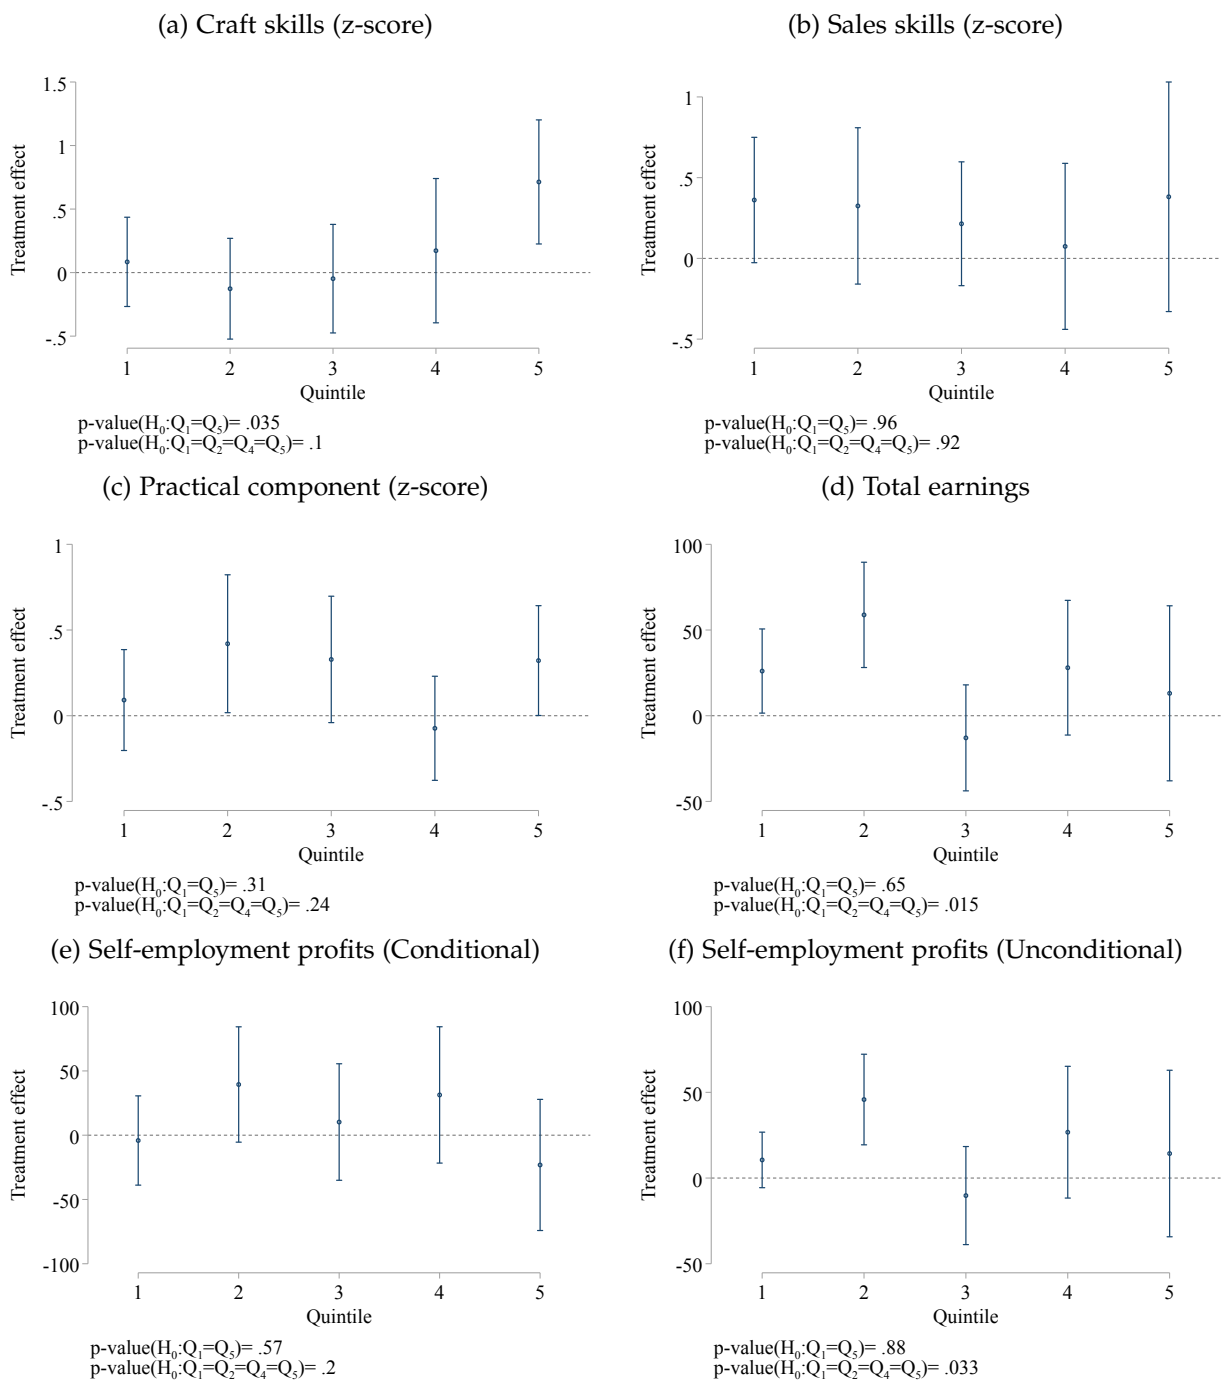 (a) Craft skills (z-score)
1.5
1
.5
0
-.5
Treatment effect
1 2 3 4 5
Quintile
p-value(H₀:Q₁=Q₅)= .035
p-value(H₀:Q₁=Q₂=Q₄=Q₅)= .1
(b) Sales skills (z-score)
1
.5
0
-.5
Treatment effect
1 2 3 4 5
Quintile
p-value(H₀:Q₁=Q₅)= .96
p-value(H₀:Q₁=Q₂=Q₄=Q₅)= .92
(c) Practical component (z-score)
1
.5
0
-.5
Treatment effect
1 2 3 4 5
Quintile
p-value(H₀:Q₁=Q₅)= .31
p-value(H₀:Q₁=Q₂=Q₄=Q₅)= .24
(d) Total earnings
100
50
0
-50
Treatment effect
1 2 3 4 5
Quintile
p-value(H₀:Q₁=Q₅)= .65
p-value(H₀:Q₁=Q₂=Q₄=Q₅)= .015
(e) Self-employment profits (Conditional)
100
50
0
-50
-100
Treatment effect
1 2 3 4 5
Quintile
p-value(H₀:Q₁=Q₅)= .57
p-value(H₀:Q₁=Q₂=Q₄=Q₅)= .2
(f) Self-employment profits (Unconditional)
100
50
0
-50
Treatment effect
1 2 3 4 5
Quintile
p-value(H₀:Q₁=Q₅)= .88
p-value(H₀:Q₁=Q₂=Q₄=Q₅)= .033